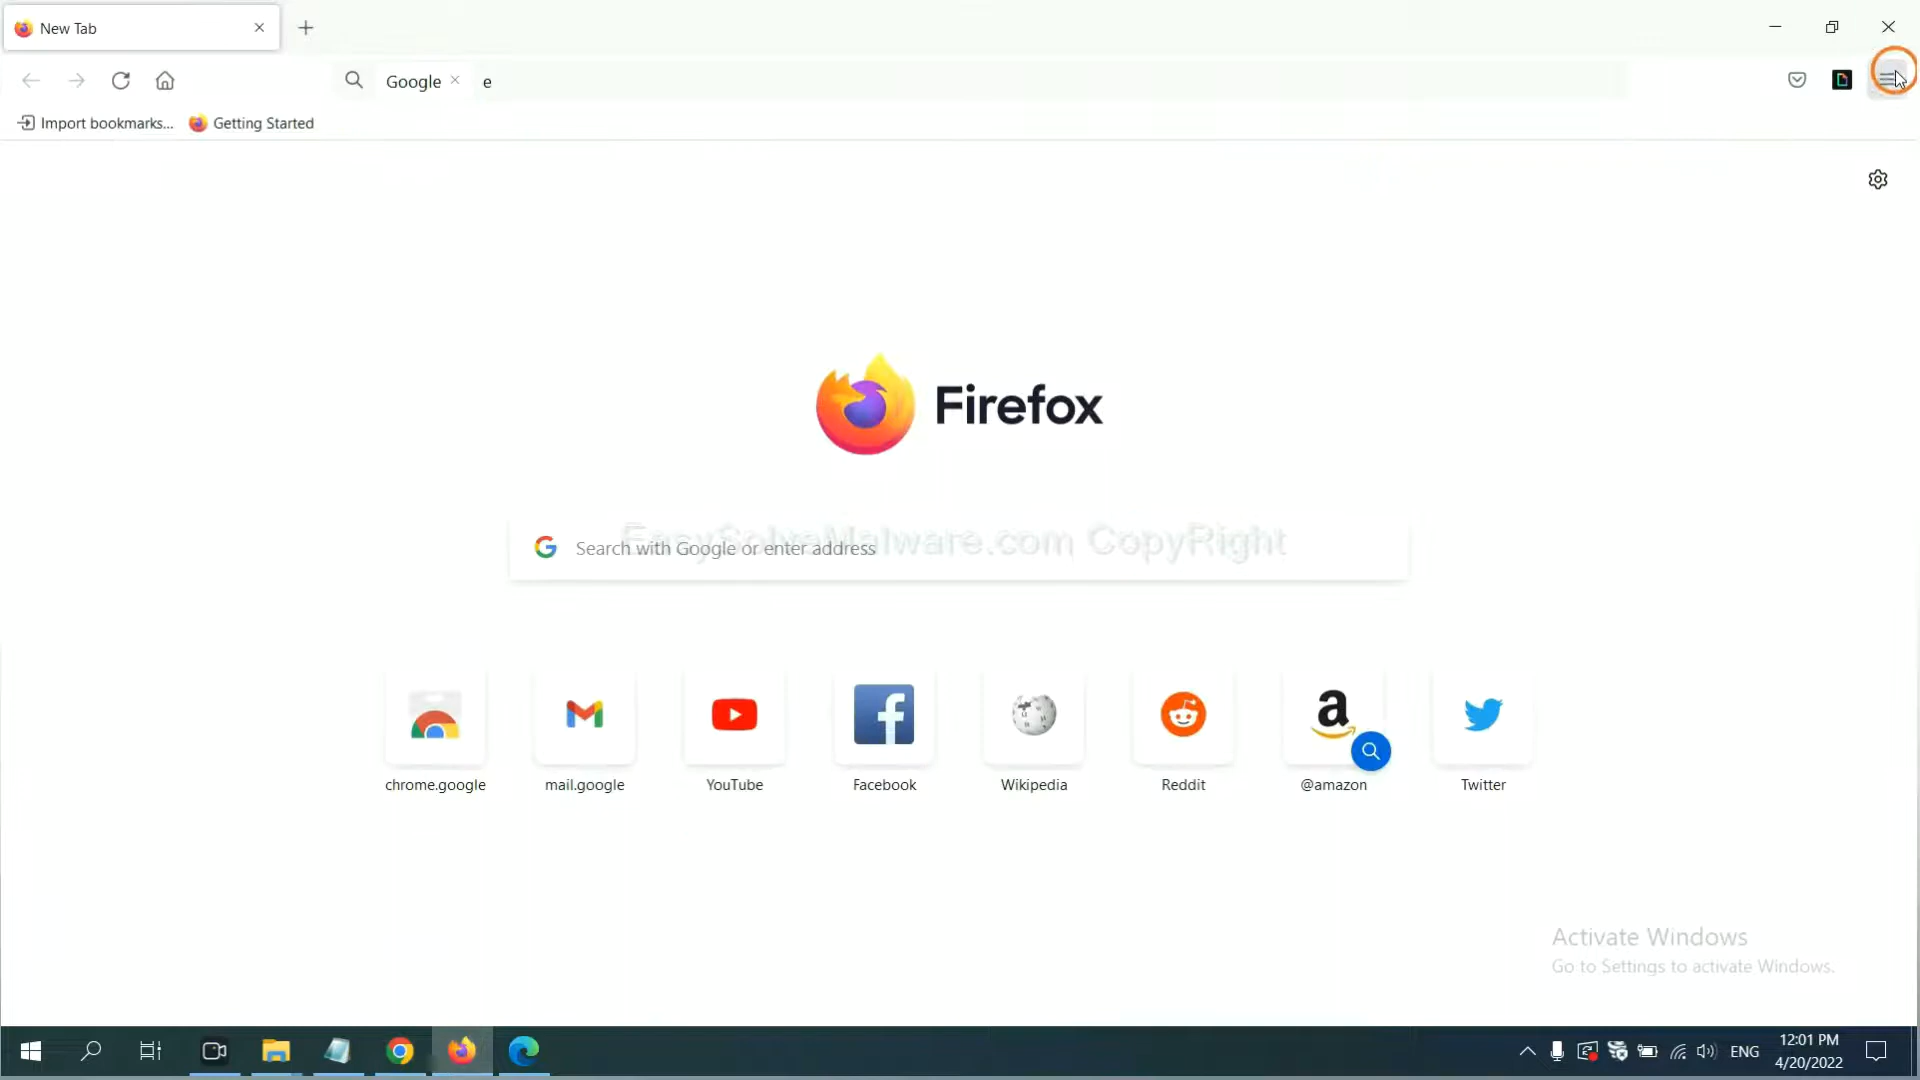 New Tab
Google e
Import bookmarks... Getting Started
Firefox
EasySolveMalware.com CopyRight
Search with Google or enter address
chrome.google mail.google YouTube Facebook Wikipedia Reddit @amazon Twitter
Activate Windows
Go to Settings to activate Windows.
ENG 12:01 PM
4/20/2022